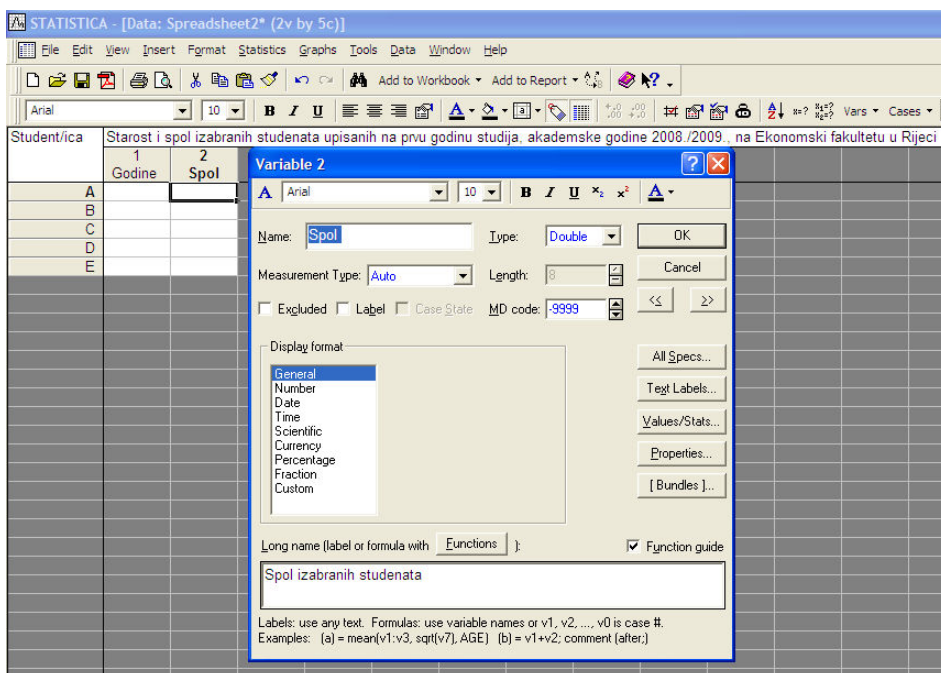 STATISTICA - [Data: Spreadsheet2* (2v by 5c)]
File Edit View Insert Format Statistics Graphs Tools Data Window Help
Add to Workbook Add to Report
Arial 10 B I U A Vars Cases
Student/ica Starost i spol izabranih studenata upisanih na prvu godinu studija, akademske godine 2008./2009., na Ekonomski fakultetu u Rijeci
1 2
Godine Spol
A
B
C
D
E
Variable 2
A Arial 10 B I U x₂ x² A
Name: Spol Type: Double OK
Measurement Type: Auto Length: 8 Cancel
Excluded Label Case State MD code: -9999 << >>
Display format
General
Number
Date
Time
Scientific
Currency
Percentage
Fraction
Custom
All Specs...
Text Labels...
Values/Stats...
Properties...
[ Bundles ]...
Long name (label or formula with Functions ): Function guide
Spol izabranih studenata
Labels: use any text. Formulas: use variable names or v1, v2, ..., v0 is case #.
Examples: (a) = mean(v1:v3, sqrt(v7), AGE) (b) = v1+v2; comment (after;)